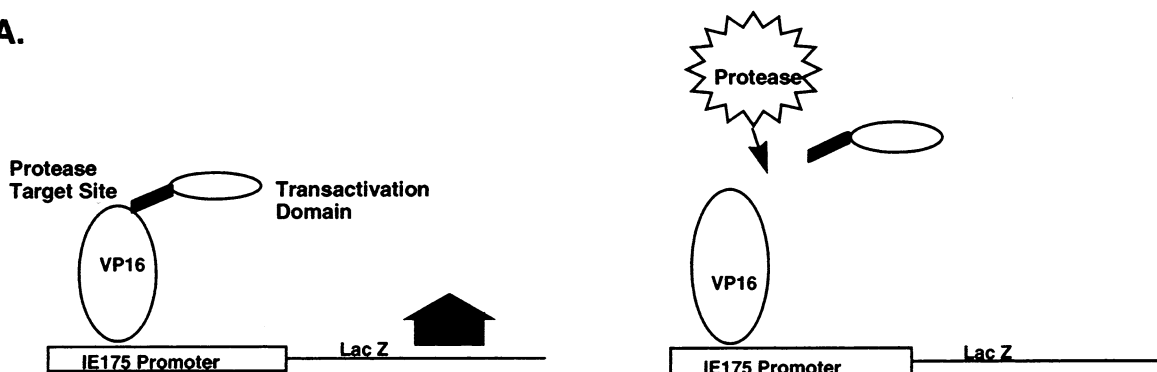 A.
Protease
Target Site
Transactivation
Domain
VP16
IE175 Promoter
Lac Z
Protease
VP16
IE175 Promoter
Lac Z